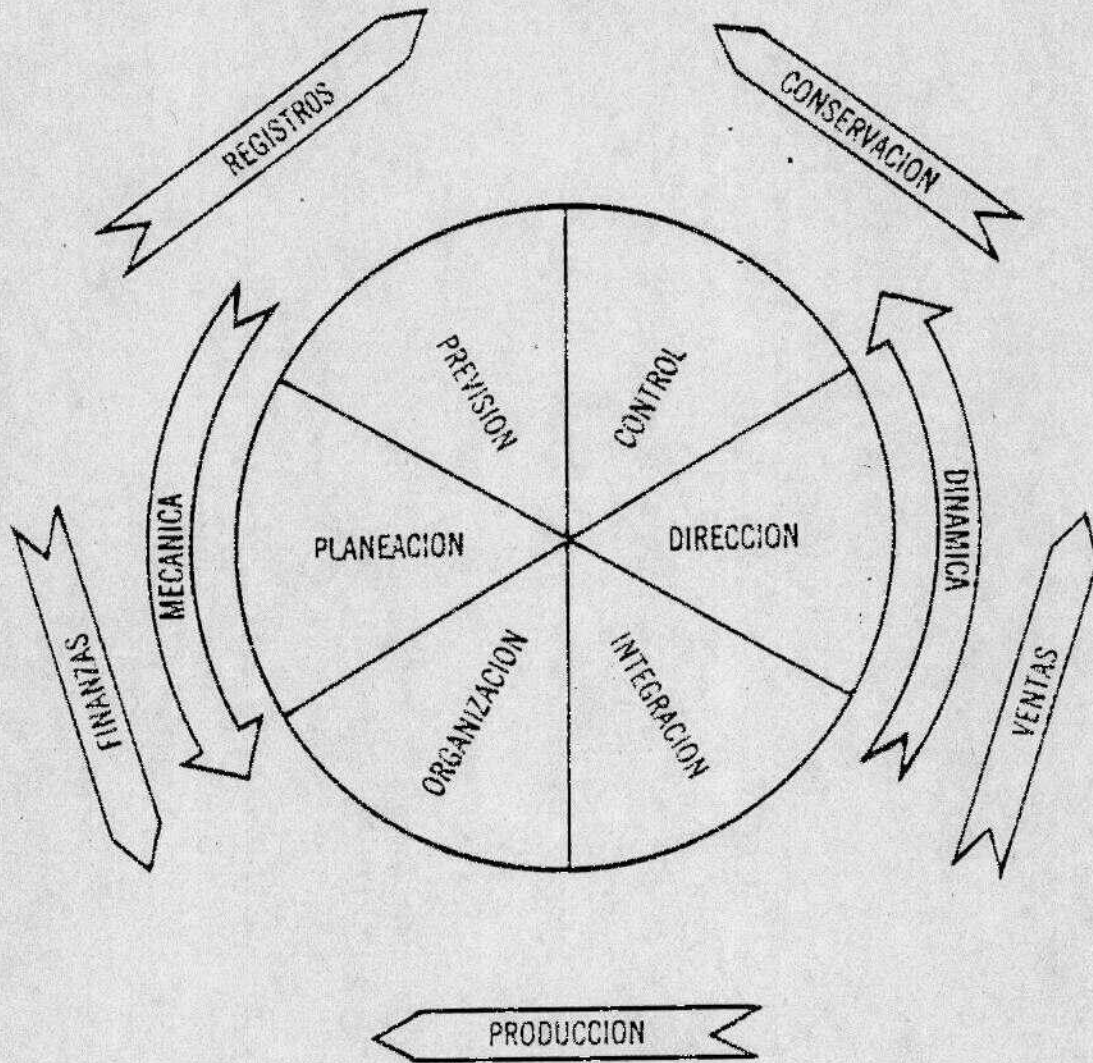 REGISTROS
CONSERVACION
PREVISION
CONTROL
MECANICA
PLANEACION
DIRECCION
DINAMICA
FINANZAS
ORGANIZACION
INTEGRACION
VENTAS
PRODUCCION